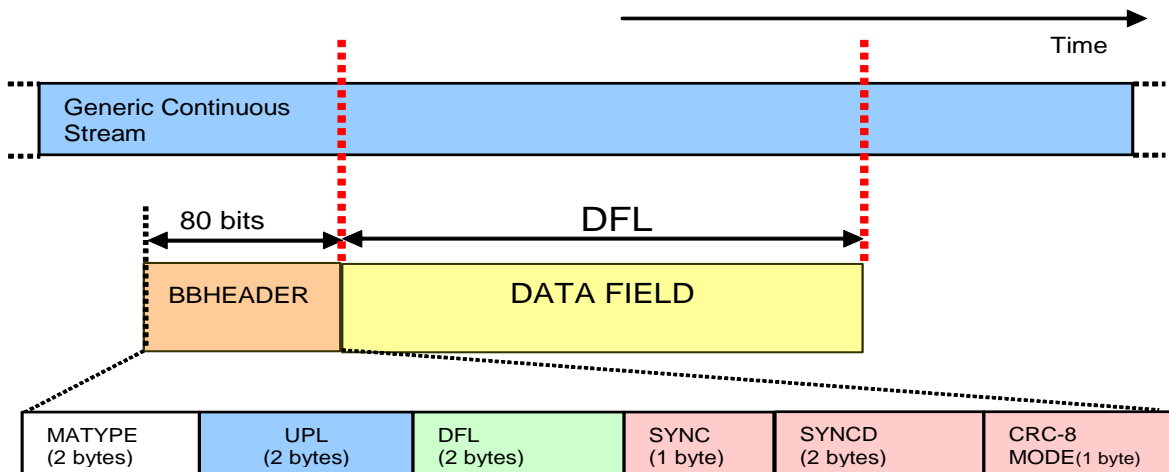 Time
Generic Continuous
Stream
80 bits
DFL
BBHEADER
DATA FIELD
MATYPE
(2 bytes)
UPL
(2 bytes)
DFL
(2 bytes)
SYNC
(1 byte)
SYNCD
(2 bytes)
CRC-8
MODE(1 byte)